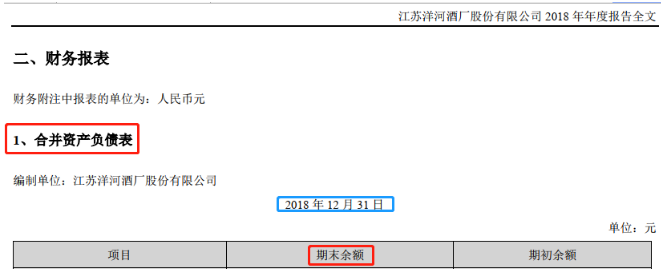 江苏洋河酒厂股份有限公司 2018 年年度报告全文
二、财务报表
财务附注中报表的单位为：人民币元
1、合并资产负债表
编制单位：江苏洋河酒厂股份有限公司
2018 年 12 月 31 日
单位：元
项目 期末余额 期初余额